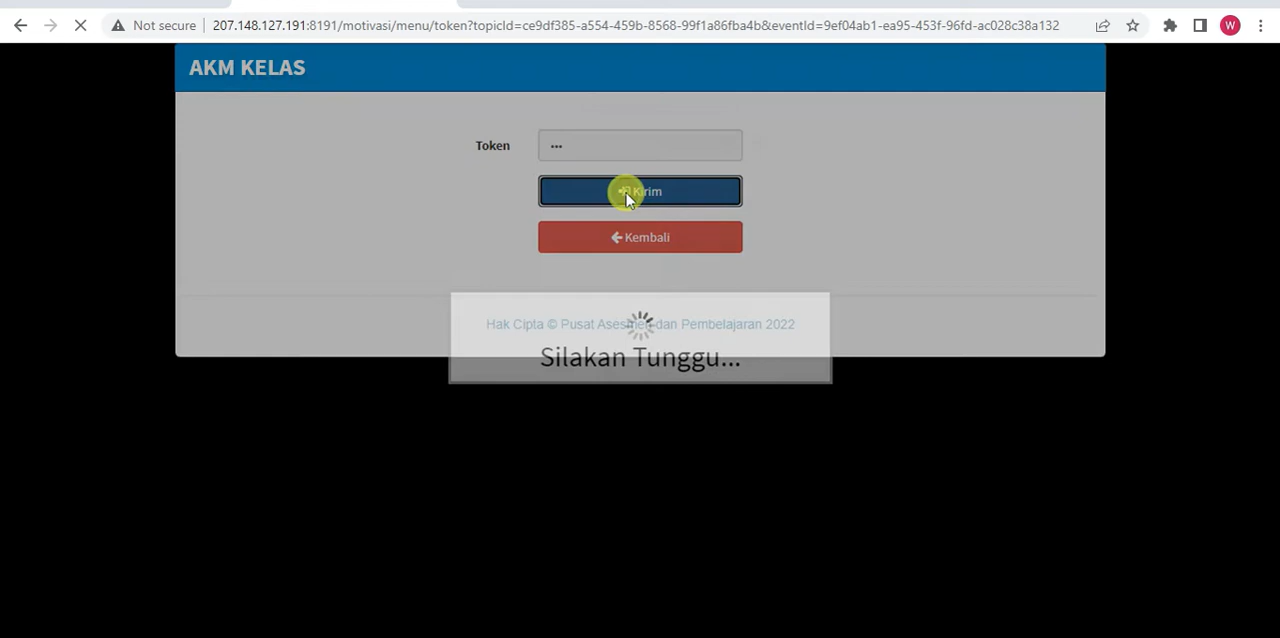 Not secure
207.148.127.191:8191/motivasi/menu/token?topicId=ce9df385-a554-459b-8568-99f1a86fba4b&eventId=9ef04ab1-ea95-453f-96fd-ac028c38a132
W
AKM KELAS
Token
Kirim
Kembali
Hak Cipta © Pusat Asesmen dan Pembelajaran 2022
Silakan Tunggu...